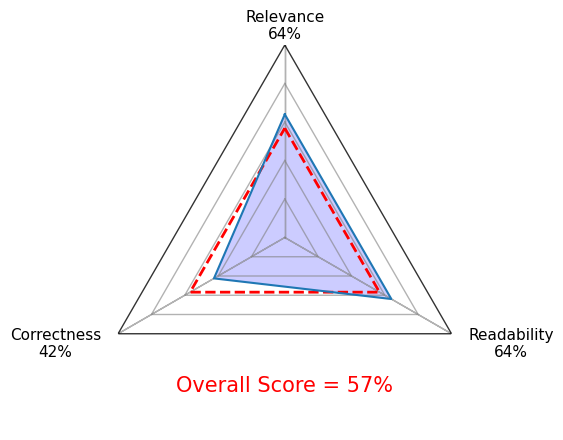 Relevance
64%
Correctness
42%
Readability
64%
Overall Score = 57%